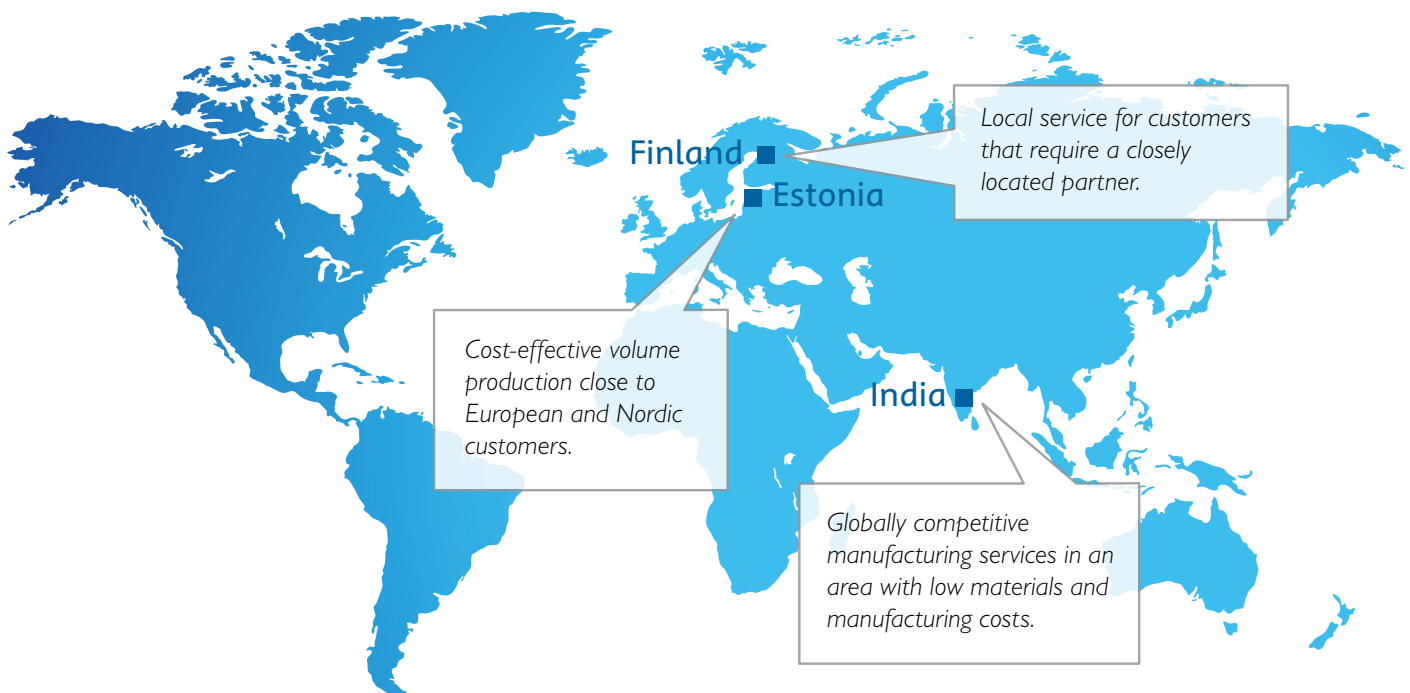 Finland
Local service for customers
that require a closely
located partner.
Estonia
Cost-effective volume
production close to
European and Nordic
customers.
India
Globally competitive
manufacturing services in an
area with low materials and
manufacturing costs.